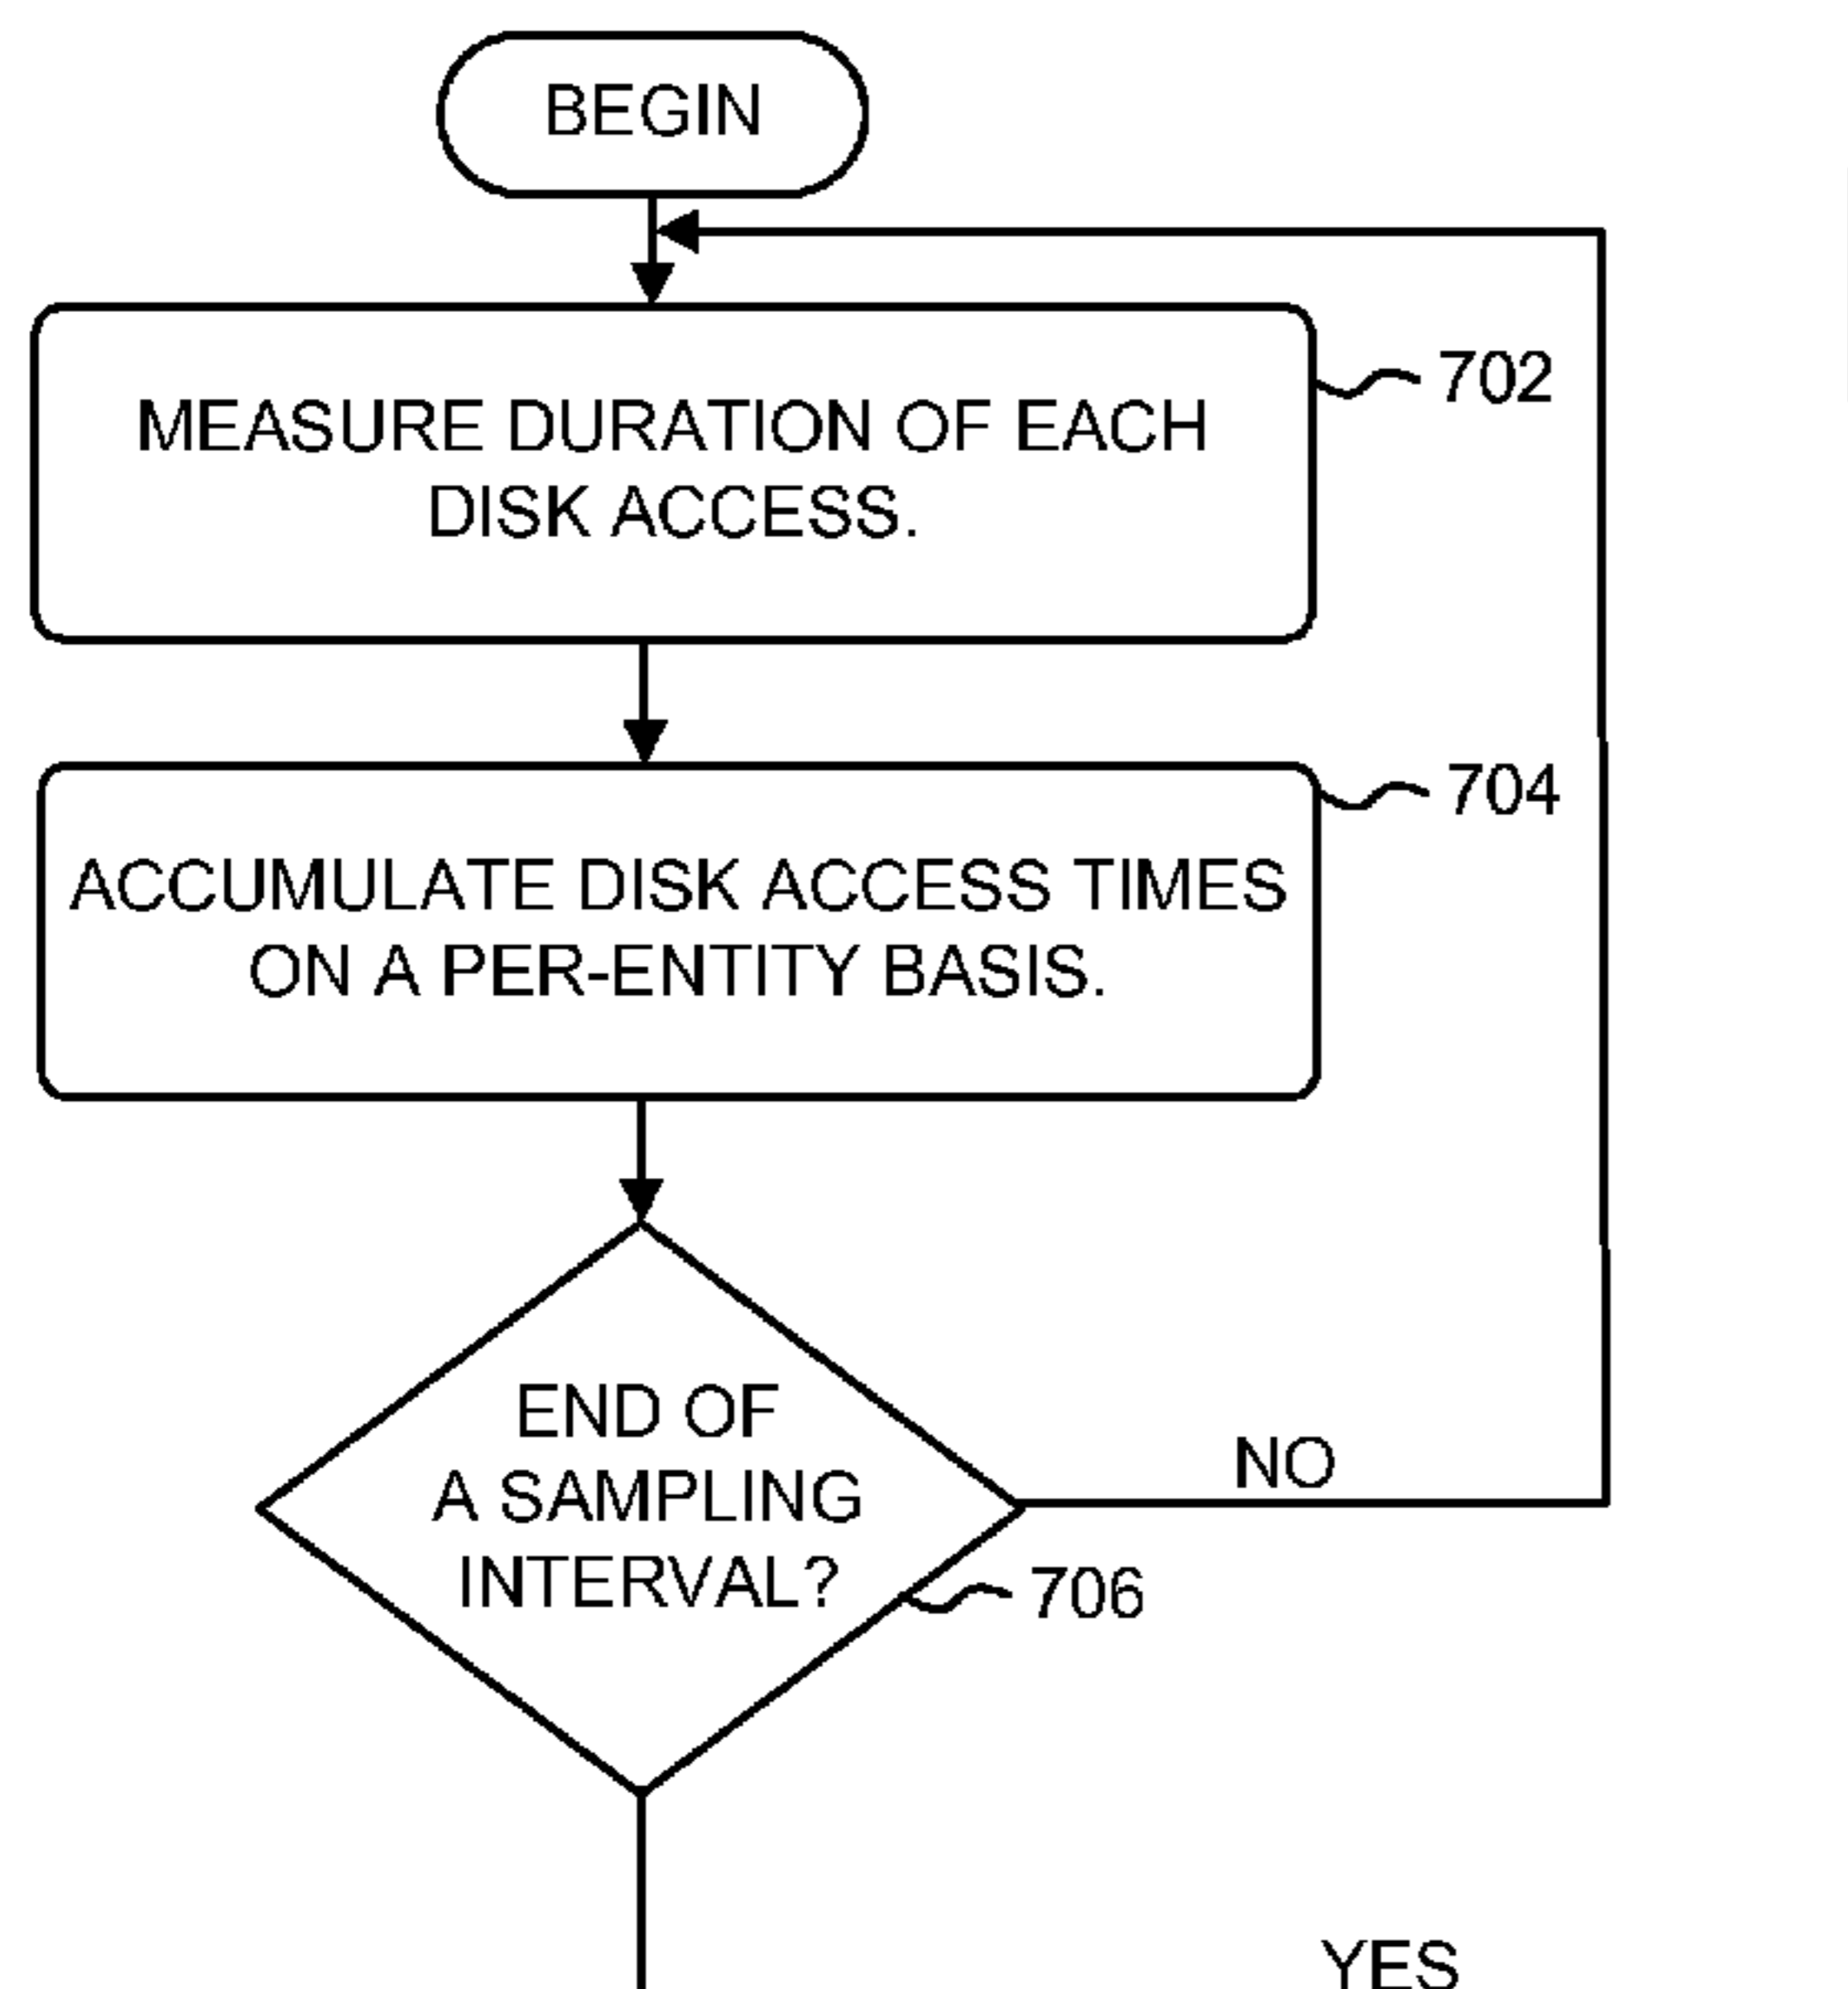 BEGIN
MEASURE DURATION OF EACH
DISK ACCESS.
702
ACCUMULATE DISK ACCESS TIMES
ON A PER-ENTITY BASIS.
704
END OF
A SAMPLING
INTERVAL?
NO
706
YES